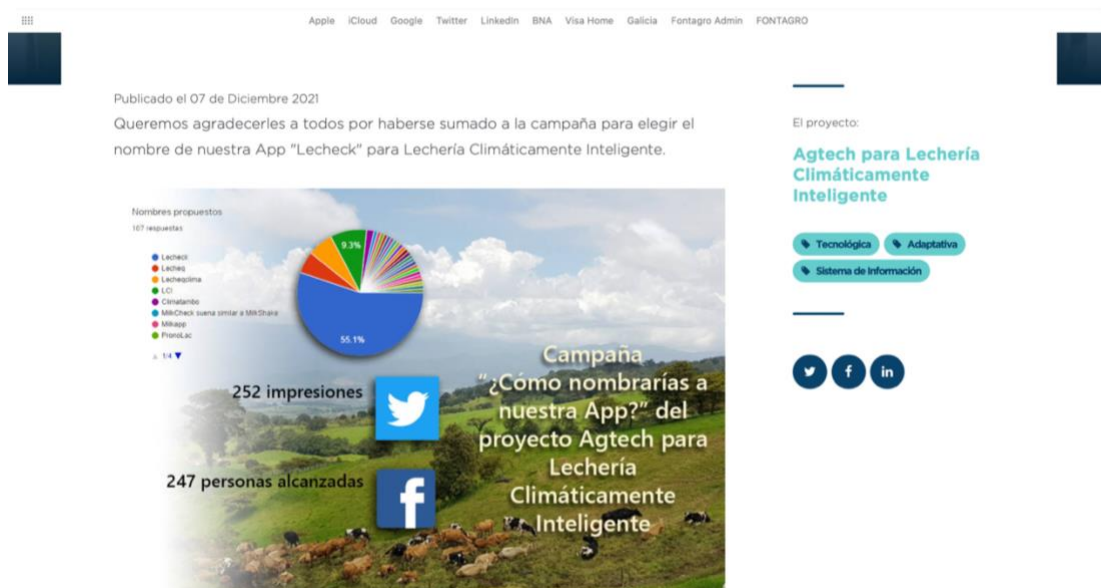 Apple iCloud Google Twitter LinkedIn BNA Visa Home Galicia Fontagro Admin FONTAGRO
Publicado el 07 de Diciembre 2021
Queremos agradecerles a todos por haberse sumado a la campaña para elegir el
nombre de nuestra App "Lecheck" para Lechería Climáticamente Inteligente.
Nombres propuestos
107 respuestas
Lecheq
Lecheqclima
LCI
Climatambo
MilkCheck suena similar a MilkShake
Milkapp
PronoLac
1/4
9.3%
55.1%
252 impresiones
247 personas alcanzadas
Campaña
"¿Cómo nombrarías a
nuestra App?" del
proyecto Agtech para
Lechería
Climáticamente
Inteligente
El proyecto:
Agtech para Lechería
Climáticamente
Inteligente
Tecnológica
Adaptativa
Sistema de Información